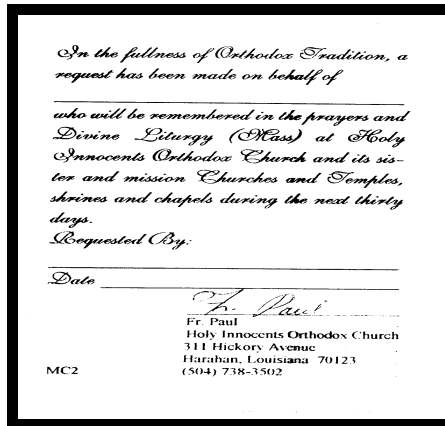 In the fullness of Orthodox Tradition, a
request has been made on behalf of
who will be remembered in the prayers and
Divine Liturgy (Mass) at Holy
Innocents Orthodox Church and its sis-
ter and mission Churches and Temples,
shrines and chapels during the next thirty
days.
Requested By:
Date
Fr. Paul
Fr. Paul
Holy Innocents Orthodox Church
311 Hickory Avenue
Harahan, Louisiana 70123
MC2 (504) 738-3502